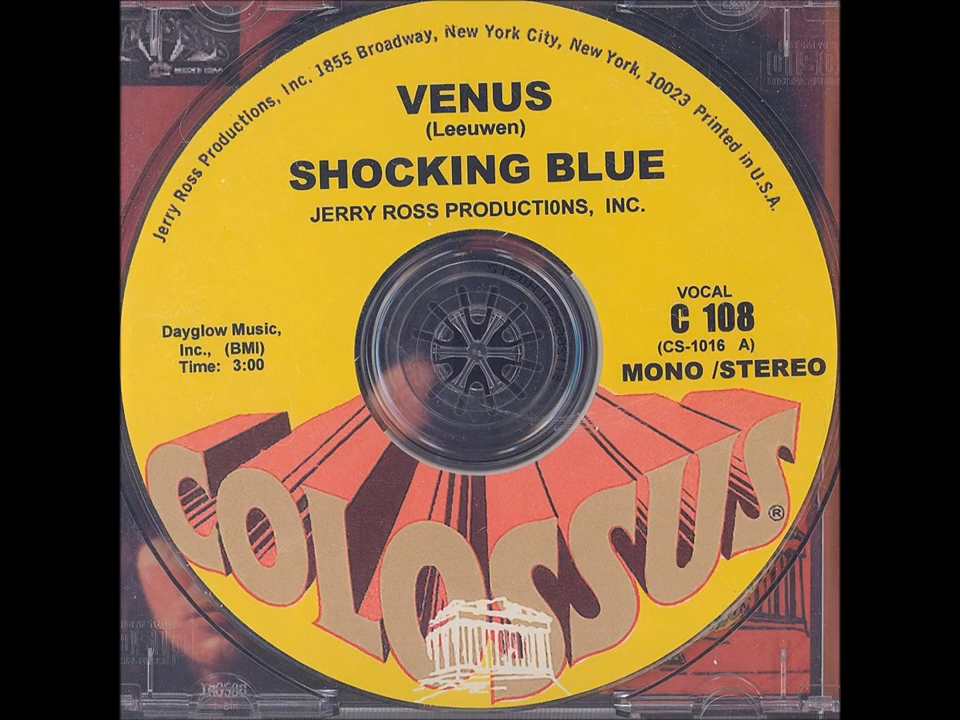 Jerry Ross Productions, Inc. 1855 Broadway, New York City, New York, 10023 Printed in U.S.A.
VENUS
(Leeuwen)
SHOCKING BLUE
JERRY ROSS PRODUCTI0NS, INC.
Dayglow Music,
Inc., (BMI)
Time: 3:00
VOCAL
C 108
(CS-1016 A)
MONO /STEREO
COLOSSUS
®